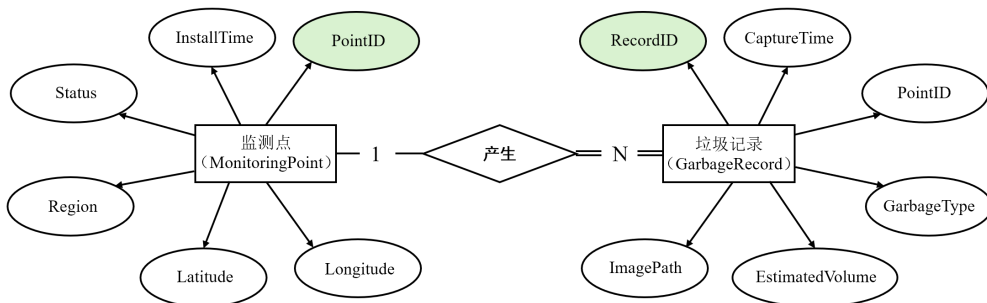 InstallTime
PointID
RecordID
CaptureTime
Status
PointID
监测点
（MonitoringPoint）
1
产生
N
垃圾记录
（GarbageRecord）
Region
GarbageType
Latitude
Longitude
ImagePath
EstimatedVolume